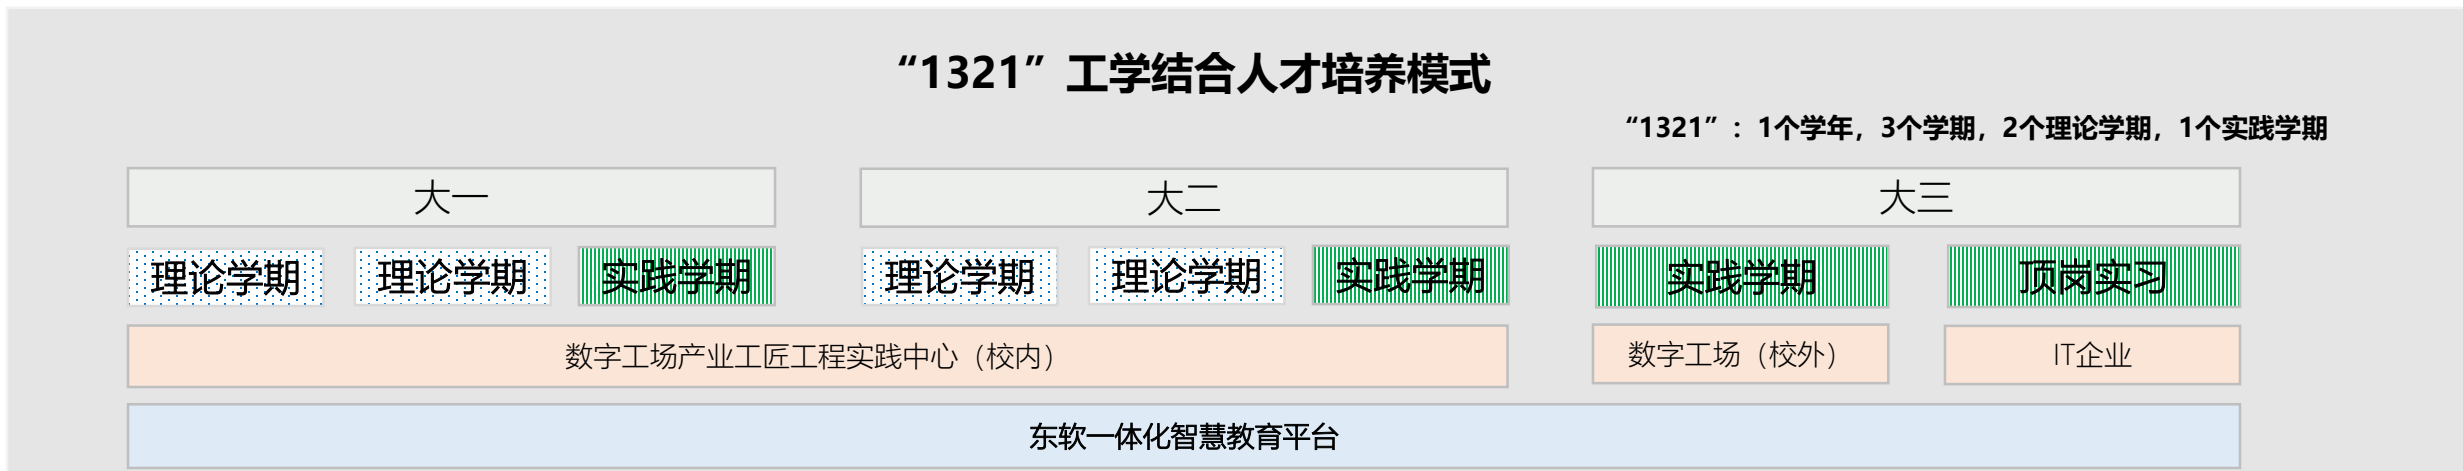 “1321”工学结合人才培养模式
“1321”：1个学年，3个学期，2个理论学期，1个实践学期
大一 大二 大三
理论学期 理论学期 实践学期 理论学期 理论学期 实践学期 实践学期 顶岗实习
数字工场产业工匠工程实践中心（校内） 数字工场（校外） IT企业
东软一体化智慧教育平台